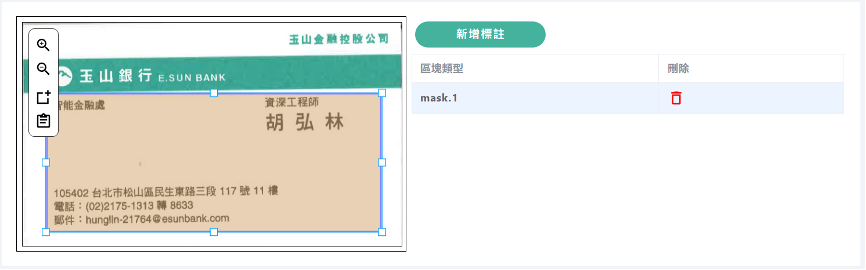 新增標註
玉山金融控股公司
區塊類型
刪除
玉山銀行 E.SUN BANK
mask.1
智能金融處
資深工程師
胡弘林
105402 台北市松山區民生東路三段 117 號 11 樓
電話：(02)2175-1313 轉 8633
郵件：hunglin-21764@esunbank.com